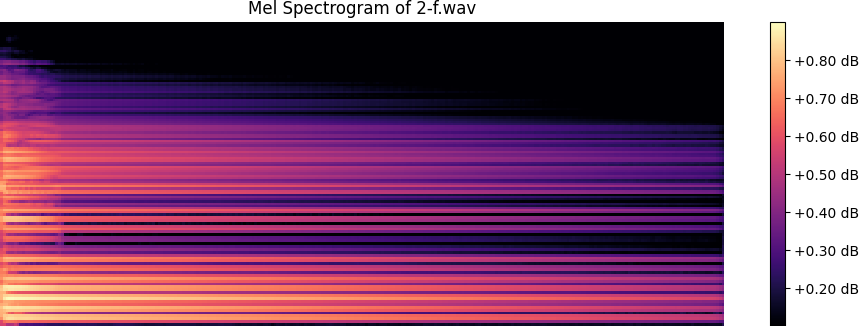 Mel Spectrogram of 2-f.wav
+0.80 dB
+0.70 dB
+0.60 dB
+0.50 dB
+0.40 dB
+0.30 dB
+0.20 dB